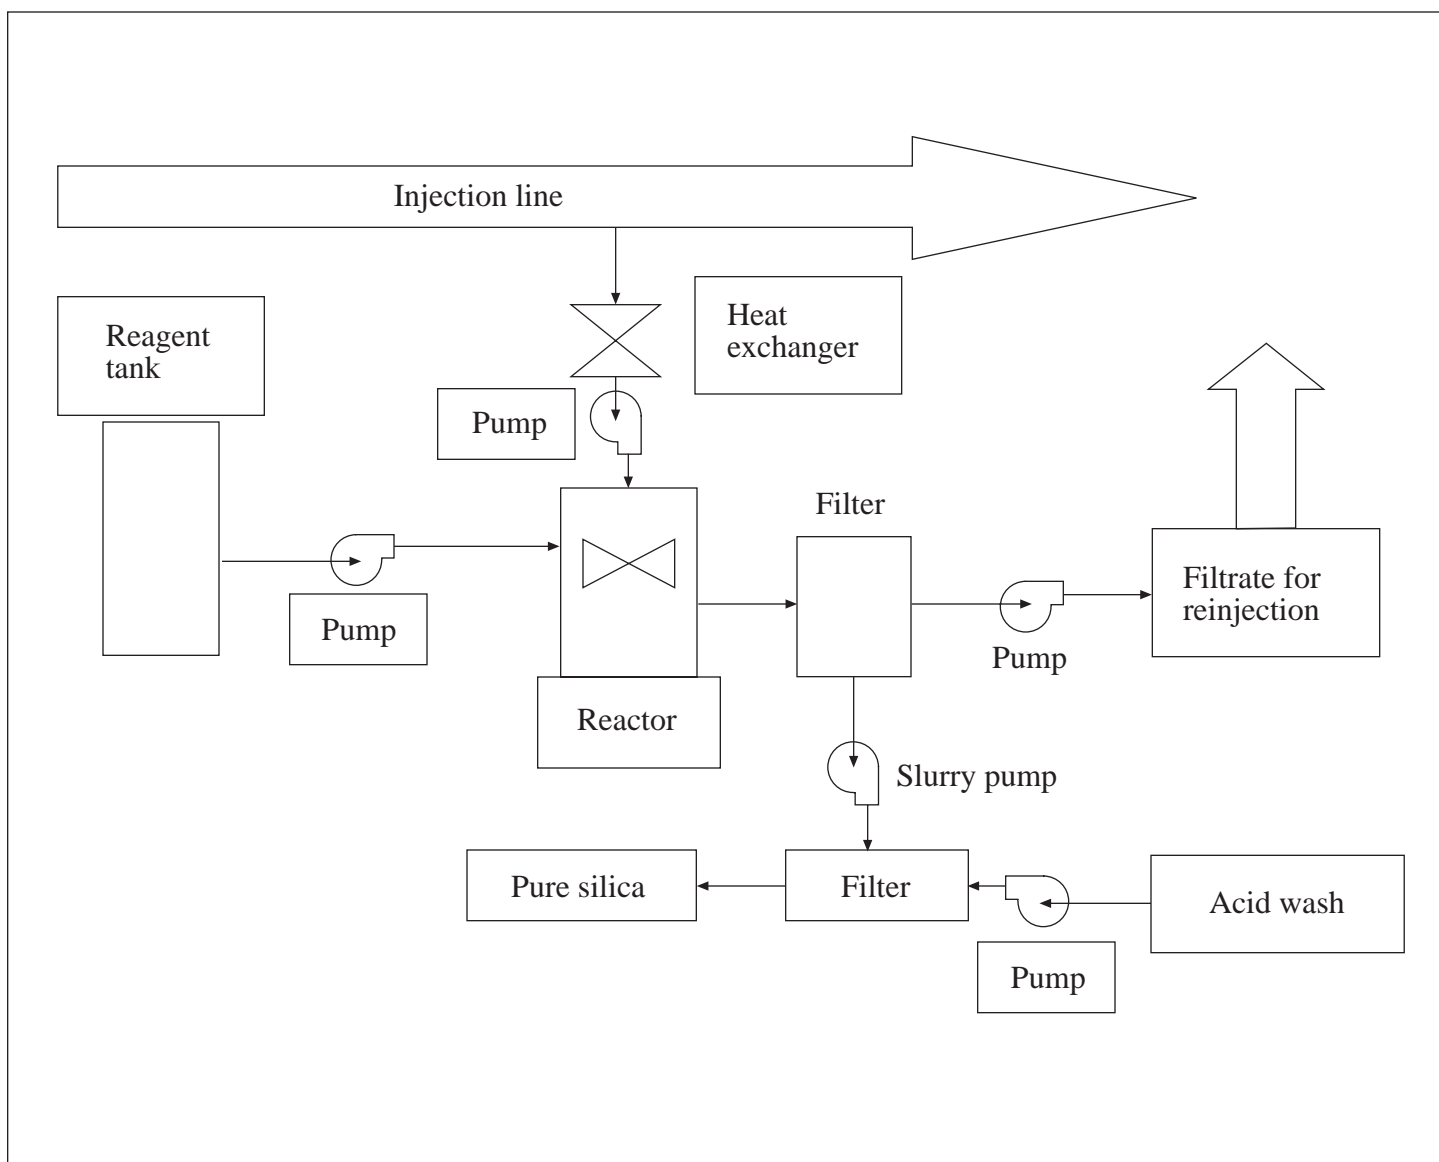 Injection line
Heat
exchanger
Reagent
tank
Pump
Filter
Filtrate for
reinjection
Pump
Pump
Reactor
Slurry pump
Pure silica
Filter
Acid wash
Pump